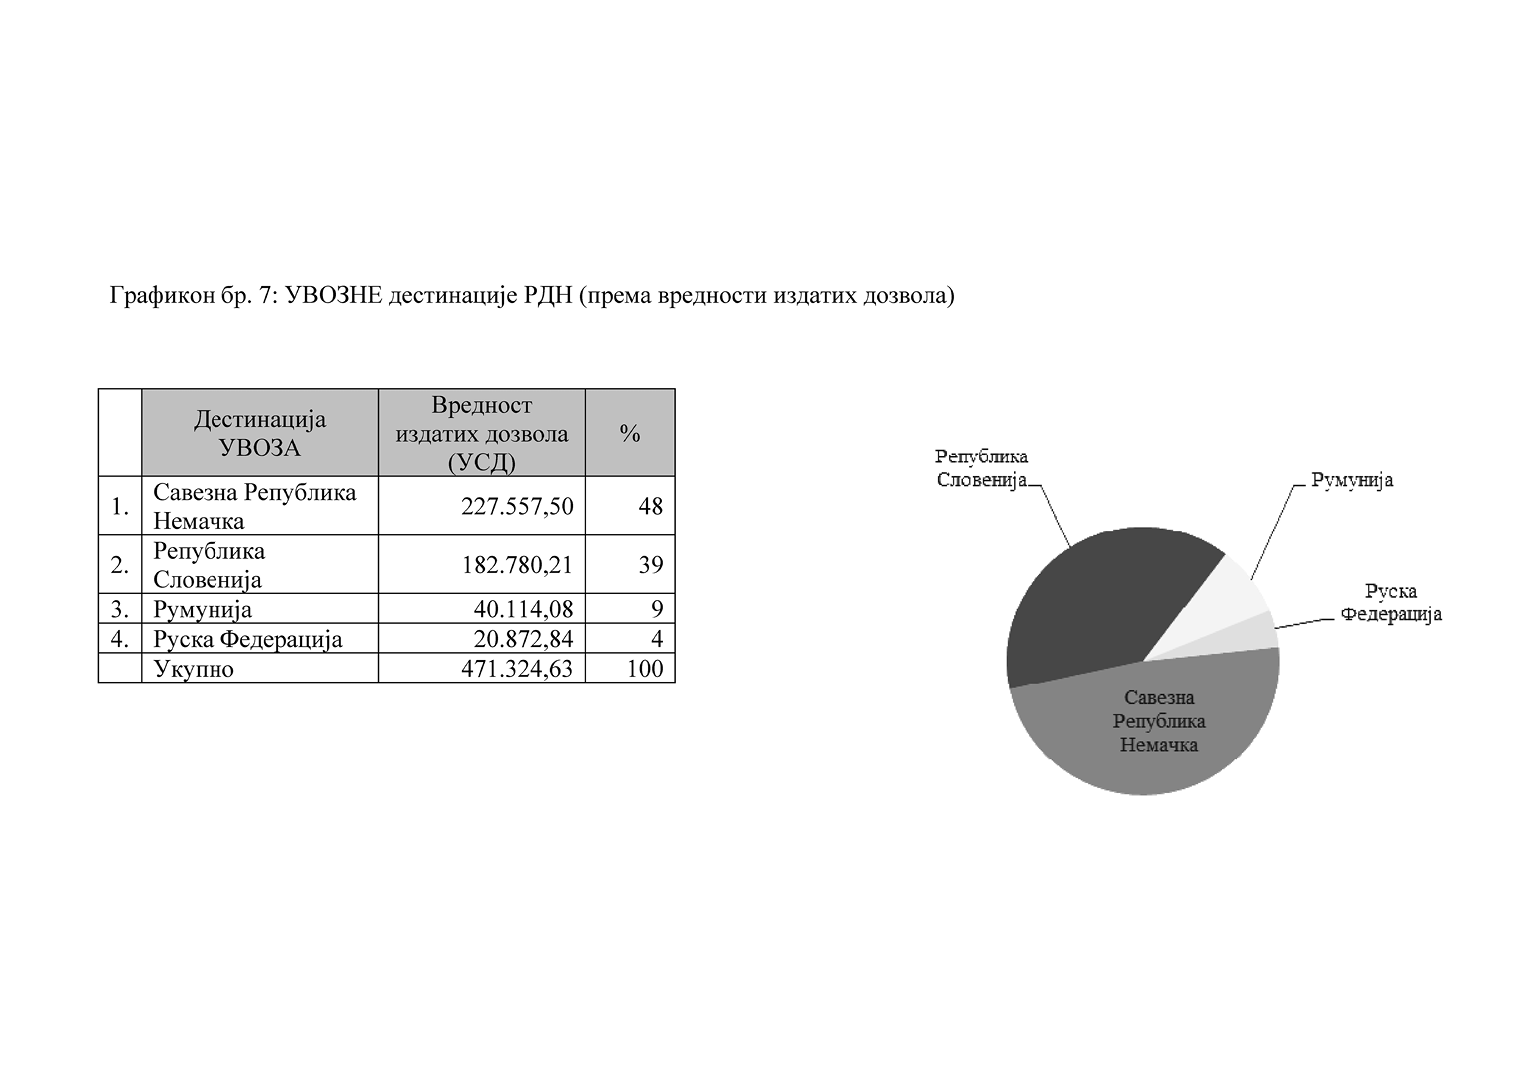 Графикон бр. 7: УВОЗНЕ дестинације РДН (према вредности издатих дозвола)
Дестинација
УВОЗА
Вредност
издатих дозвола
(УСД)
%
1.
Савезна Република
Немачка
227.557,50
48
2.
Република
Словенија
182.780,21
39
3.
Румунија
40.114,08
9
4.
Руска Федерација
20.872,84
4
Укупно
471.324,63
100
Република
Словенија
Румунија
Руска
Федерација
Савезна
Република
Немачка